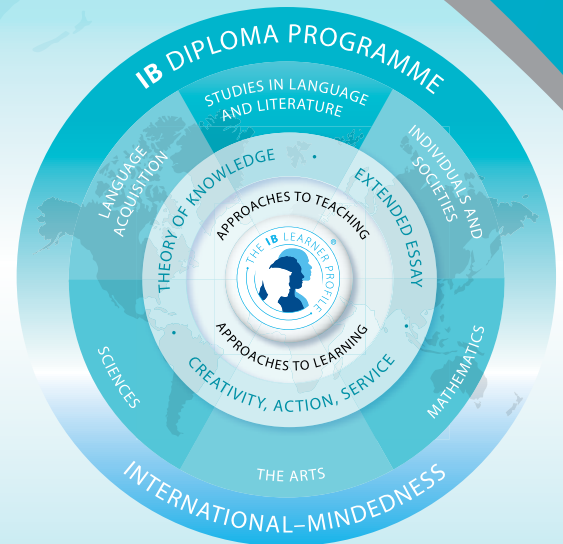 IB DIPLOMA PROGRAMME
STUDIES IN LANGUAGE
AND LITERATURE
LANGUAGE
ACQUISITION
INDIVIDUALS AND
SOCIETIES
THEORY OF KNOWLEDGE
•
EXTENDED ESSAY
•
APPROACHES TO TEACHING
THE IB LEARNER PROFILE
®
APPROACHES TO LEARNING
•
CREATIVITY, ACTION, SERVICE
SCIENCES
MATHEMATICS
THE ARTS
INTERNATIONAL–MINDEDNESS